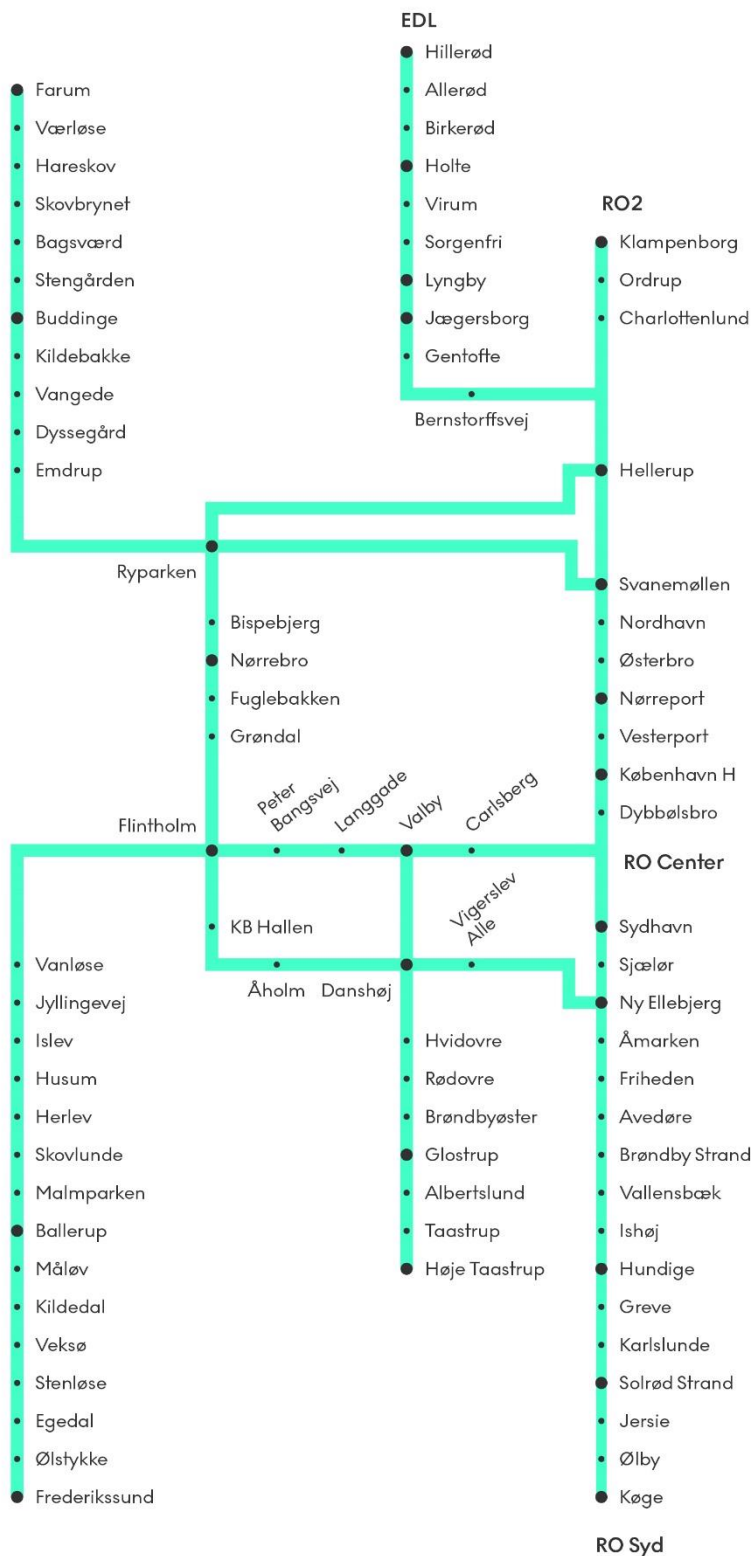 EDL
Hillerød
Allerød
Birkerød
Holte
Virum
Sorgenfri
Lyngby
Jægersborg
Gentofte
Bernstorffsvej
Farum
Værløse
Hareskov
Skovbrynet
Bagsværd
Stengården
Buddinge
Kildebakke
Vangede
Dyssegård
Emdrup
Ryparken
RO2
Klampenborg
Ordrup
Charlottenlund
Hellerup
Svanemøllen
Nordhavn
Østerbro
Nørreport
Vesterport
København H
Dybbølsbro
RO Center
Bispebjerg
Nørrebro
Fuglebakken
Grøndal
Flintholm
Peter
Bangsvej
Langgade
Valby
Carlsberg
KB Hallen
Åholm
Danshøj
Vigerslev
Alle
Vanløse
Jyllingevej
Islev
Husum
Herlev
Skovlunde
Malmparken
Ballerup
Måløv
Kildedal
Veksø
Stenløse
Egedal
Ølstykke
Frederikssund
Hvidovre
Rødovre
Brøndbyøster
Glostrup
Albertslund
Taastrup
Høje Taastrup
Sydhavn
Sjælør
Ny Ellebjerg
Åmarken
Friheden
Avedøre
Brøndby Strand
Vallensbæk
Ishøj
Hundige
Greve
Karlslunde
Solrød Strand
Jersie
Ølby
Køge
RO Syd